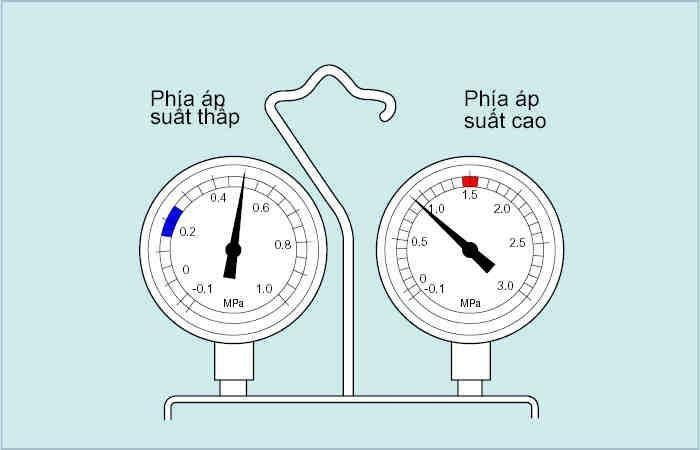 Phía áp
suất thấp
Phía áp
suất cao
0.4
0.6
0.2
0.8
0
-0.1
1.0
MPa
1.5
1.0
2.0
0.5
2.5
0
-0.1
3.0
MPa